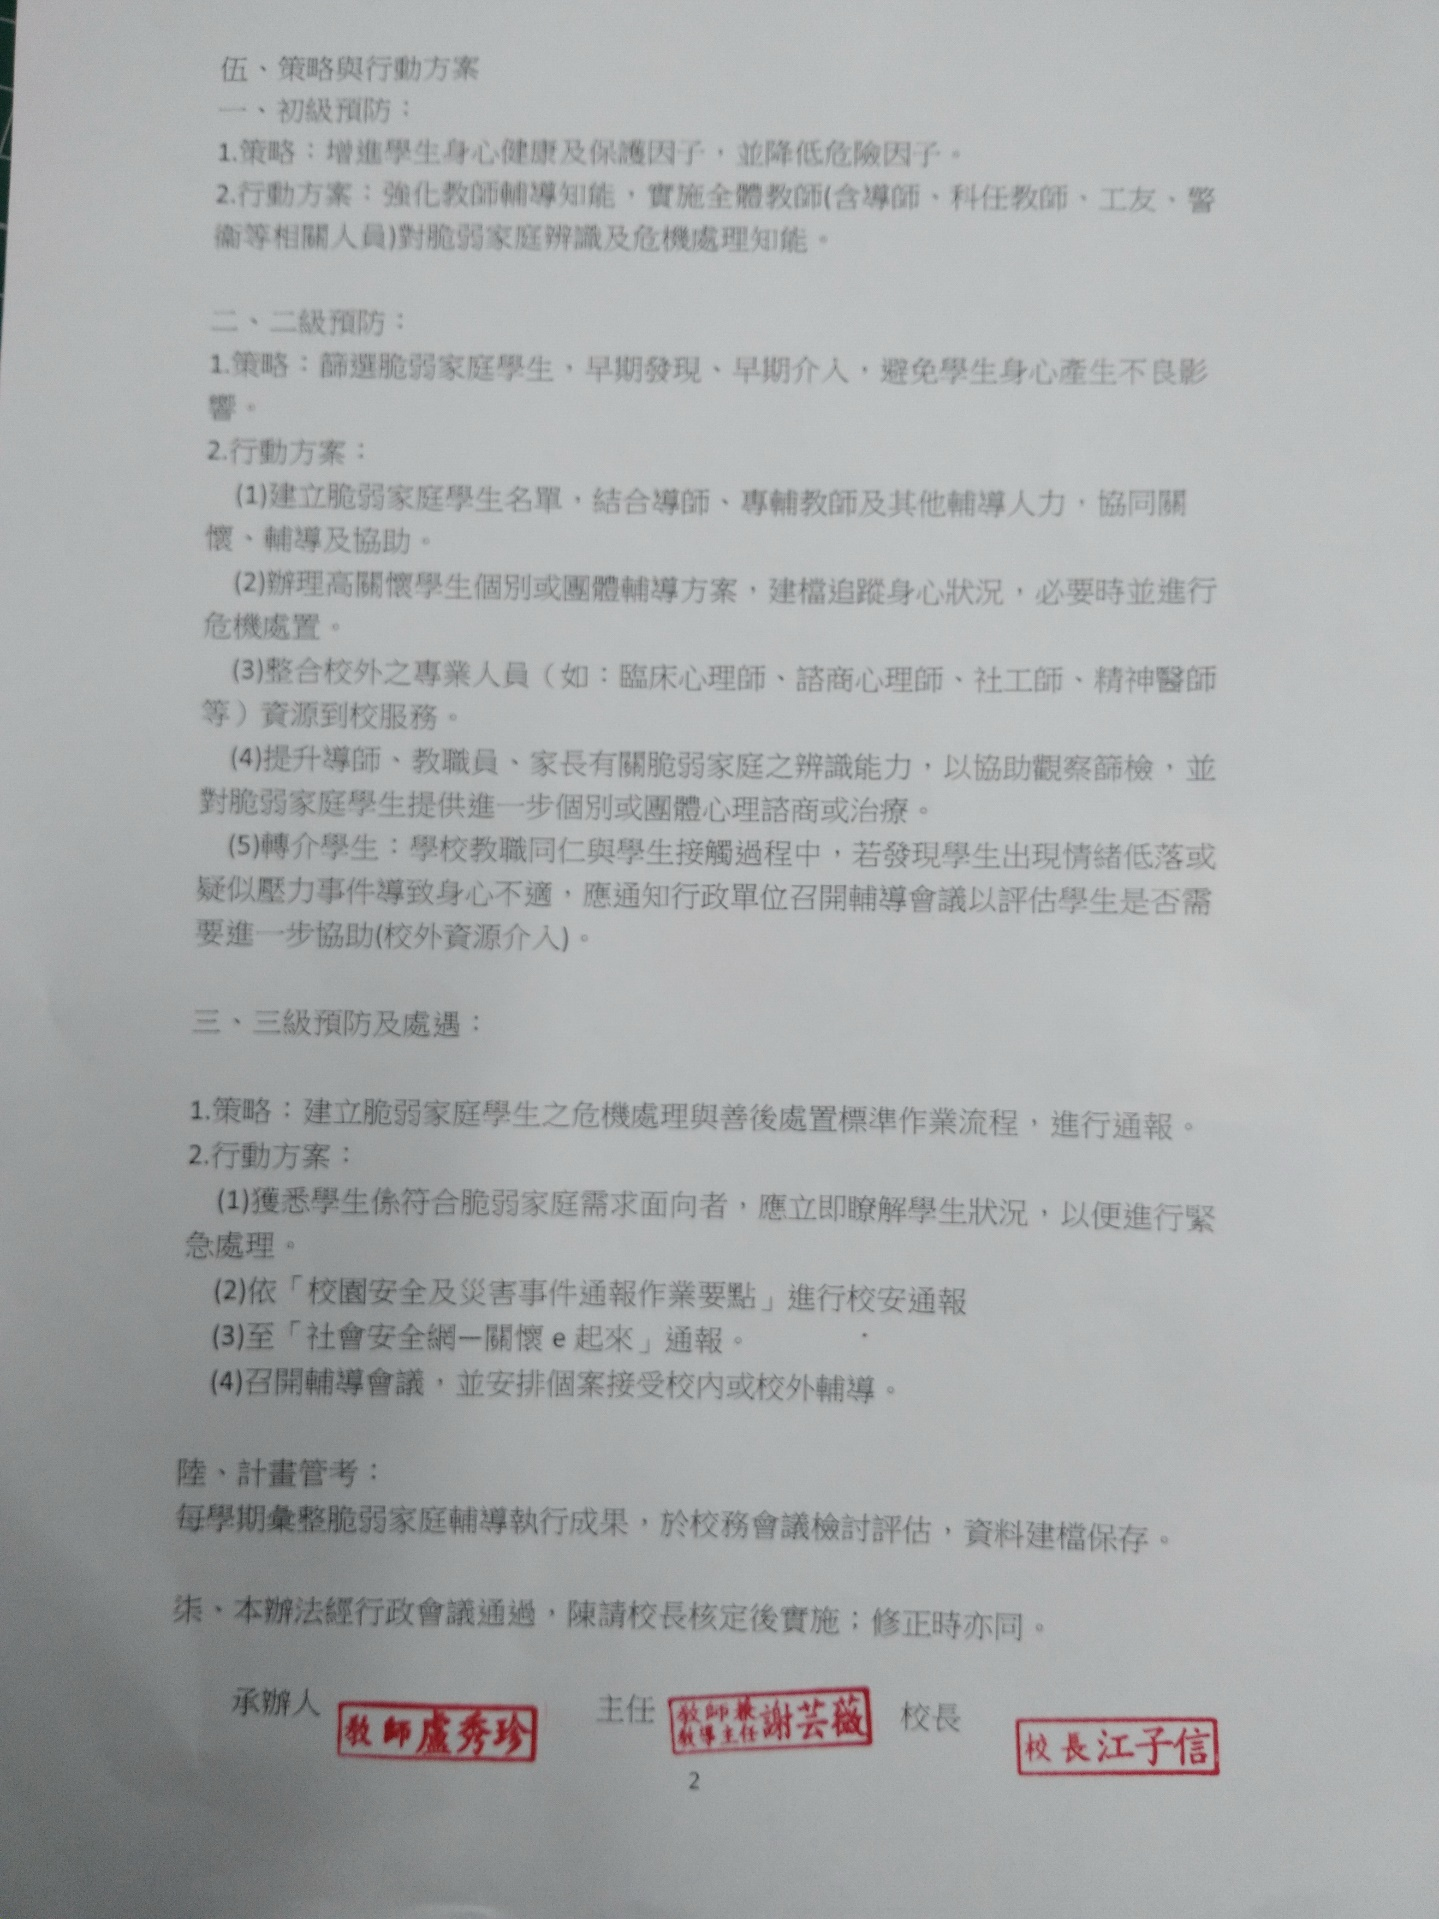 伍、策略與行動方案
一、初級預防：
1.策略：增進學生身心健康及保護因子，並降低危險因子。
2.行動方案：強化教師輔導知能，實施全體教師(含導師、科任教師、工友、警
衞等相關人員)對脆弱家庭辨識及危機處理知能。
二、二級預防：
1.策略：篩選脆弱家庭學生，早期發現、早期介入，避免學生身心產生不良影
響。
2.行動方案：
(1)建立脆弱家庭學生名單，結合導師、專輔教師及其他輔導人力，協同關
懷、輔導及協助。
(2)辦理高關懷學生個別或團體輔導方案，建檔追蹤身心狀況，必要時並進行
危機處置。
(3)整合校外之專業人員（如：臨床心理師、諮商心理師、社工師、精神醫師
等）資源到校服務。
(4)提升導師、教職員、家長有關脆弱家庭之辨識能力，以協助觀察篩檢，並
對脆弱家庭學生提供進一步個別或團體心理諮商或治療。
(5)轉介學生：學校教職同仁與學生接觸過程中，若發現學生出現情緒低落或
疑似壓力事件導致身心不適，應通知行政單位召開輔導會議以評估學生是否需
要進一步協助(校外資源介入)。
三、三級預防及處遇：
1.策略：建立脆弱家庭學生之危機處理與善後處置標準作業流程，進行通報。
2.行動方案：
(1)獲悉學生係符合脆弱家庭需求面向者，應立即瞭解學生狀況，以便進行緊
急處理。
(2)依「校園安全及災害事件通報作業要點」進行校安通報
(3)至「社會安全網—關懷 e 起來」通報。
(4)召開輔導會議，並安排個案接受校內或校外輔導。
陸、計畫管考：
每學期彙整脆弱家庭輔導執行成果，於校務會議檢討評估，資料建檔保存。
柒、本辦法經行政會議通過，陳請校長核定後實施；修正時亦同。
承辦人 教師盧秀珍 主任 教師兼教導主任謝芸薇 校長 校長江子信
2